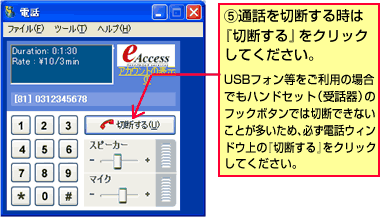 電話
ファイル(F) ツール(T) ヘルプ(H)
Duration: 0:1:30
Rate : ¥10/3min
eAccess
アカウントの表示
[81] 0312345678
1 2 3
切断する(U)
4 5 6
スピーカー
- +
7 8 9
マイク
* 0 #
- +
⑤通話を切断する時は
『切断する』をクリック
してください。
USBフォン等をご利用の場合
でもハンドセット（受話器）の
フックボタンでは切断できない
ことが多いため、必ず電話ウィン
ドウ上の『切断する』をクリック
してください。